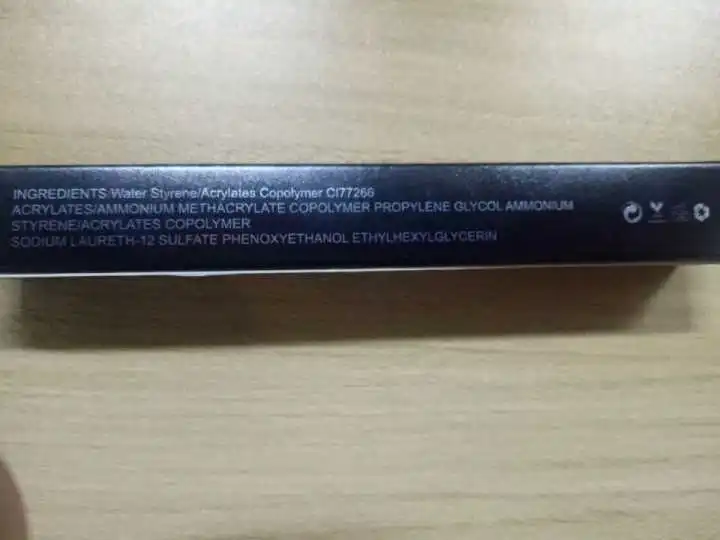 INGREDIENTS:Water Styrene/Acrylates Copolymer CI77266
ACRYLATES/AMMONIUM METHACRYLATE COPOLYMER PROPYLENE GLYCOL AMMONIUM
STYRENE/ACRYLATES COPOLYMER
SODIUM LAURETH-12 SULFATE PHENOXYETHANOL ETHYLHEXYLGLYCERIN